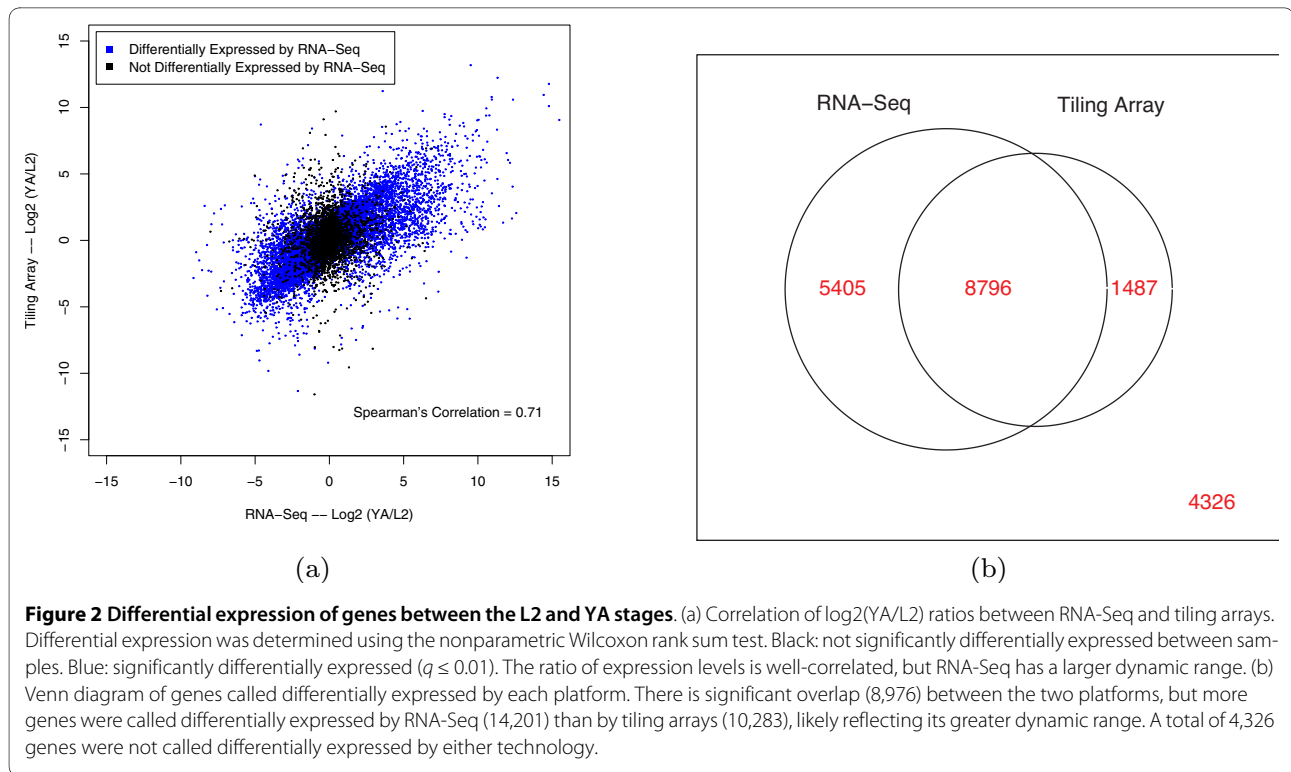 Differentially Expressed by RNA−Seq
Not Differentially Expressed by RNA−Seq
15
10
5
0
−5
−10
−15
Tiling Array −− Log2 (YA/L2)
Spearman's Correlation = 0.71
−15 −10 −5 0 5 10 15
RNA−Seq −− Log2 (YA/L2)
(a)
RNA−Seq Tiling Array
5405 8796 1487
4326
(b)
Figure 2 Differential expression of genes between the L2 and YA stages. (a) Correlation of log2(YA/L2) ratios between RNA-Seq and tiling arrays.
Differential expression was determined using the nonparametric Wilcoxon rank sum test. Black: not significantly differentially expressed between sam-
ples. Blue: significantly differentially expressed (q ≤ 0.01). The ratio of expression levels is well-correlated, but RNA-Seq has a larger dynamic range. (b)
Venn diagram of genes called differentially expressed by each platform. There is significant overlap (8,976) between the two platforms, but more
genes were called differentially expressed by RNA-Seq (14,201) than by tiling arrays (10,283), likely reflecting its greater dynamic range. A total of 4,326
genes were not called differentially expressed by either technology.